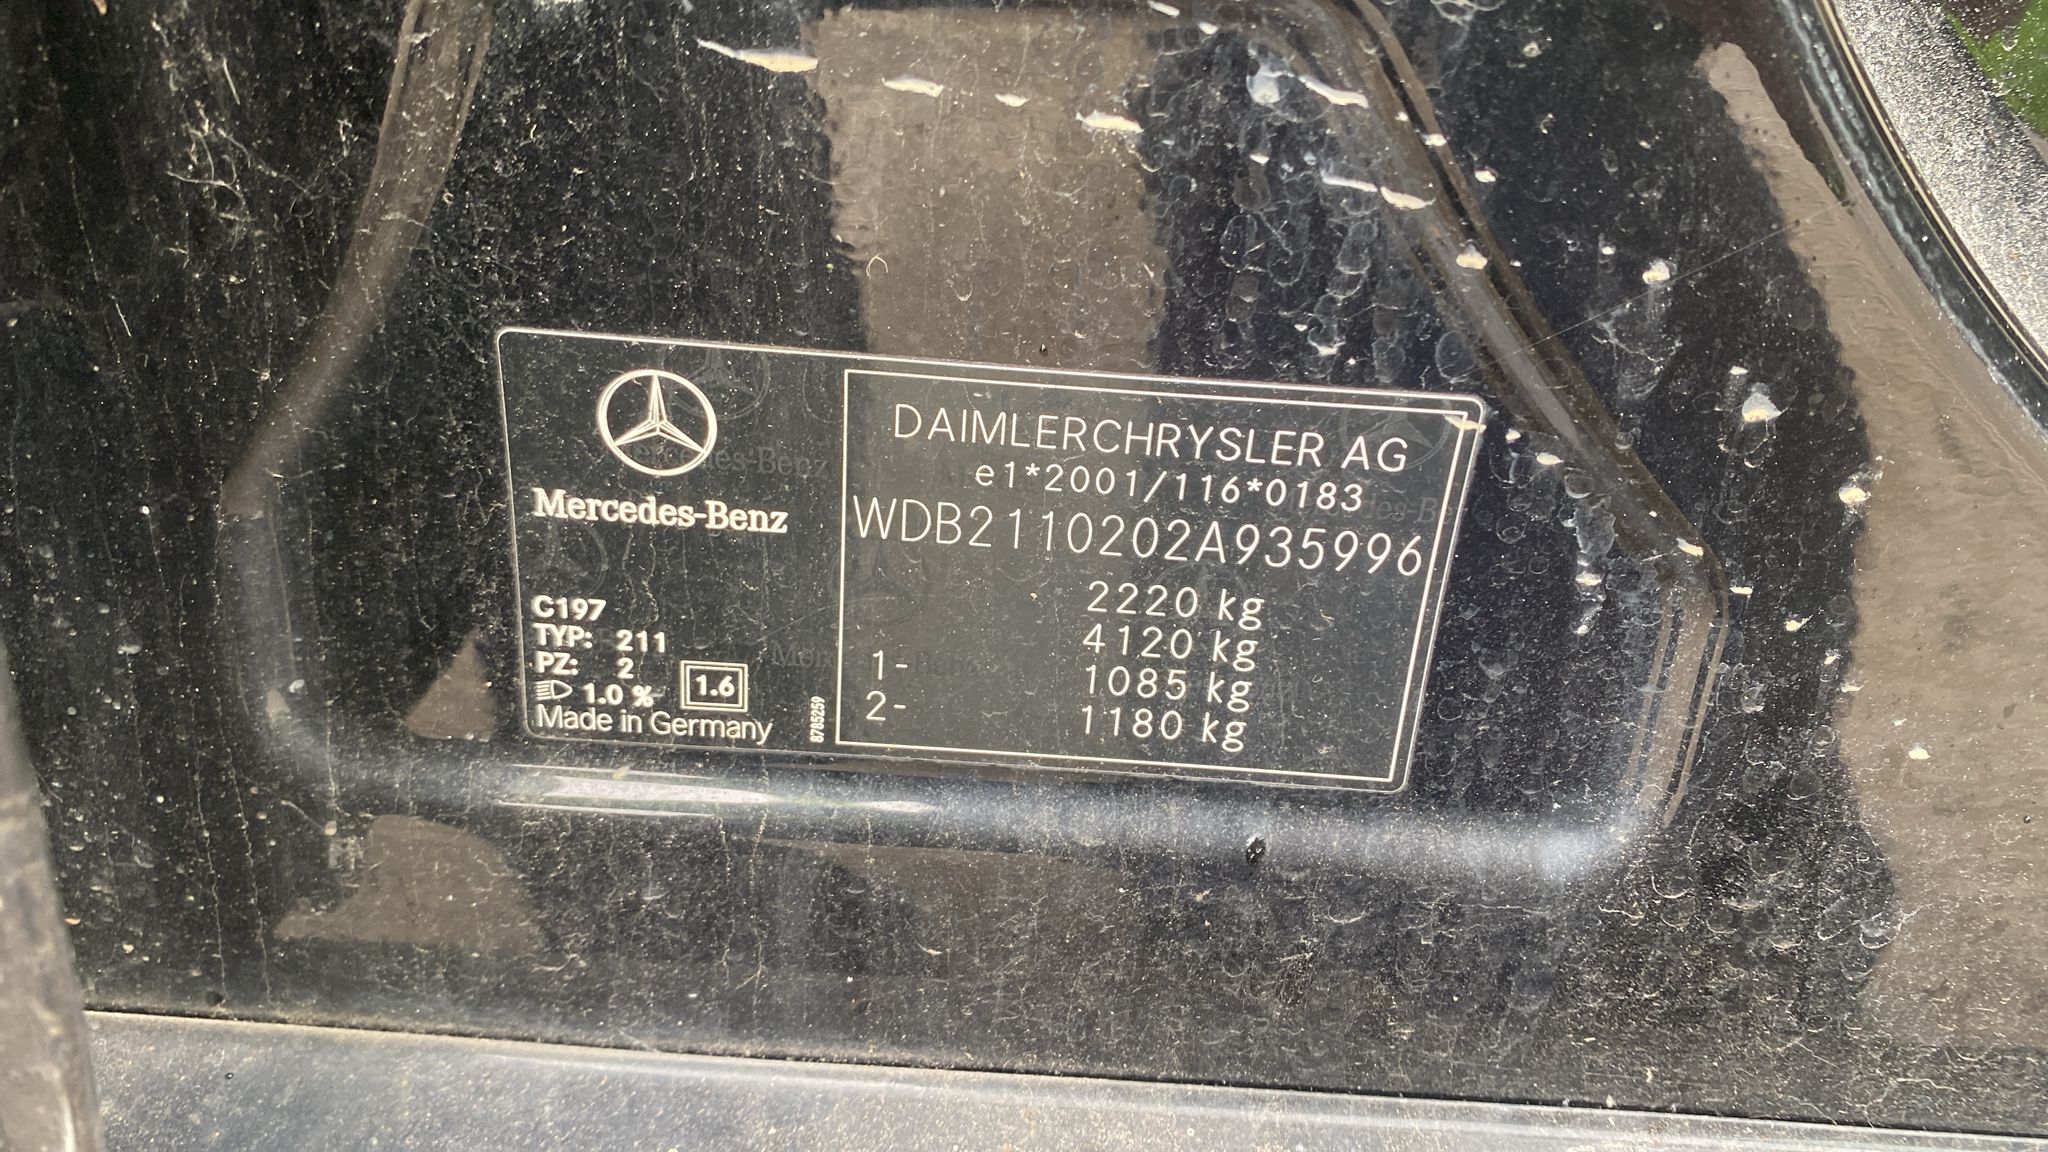 Mercedes-Benz
C197
TYP: 211
PZ: 2
1.0 %
1.6
Made in Germany
8785259
DAIMLERCHRYSLER AG
e1*2001/116*0183
WDB2110202A935996
2220 kg
4120 kg
1- 1085 kg
2- 1180 kg